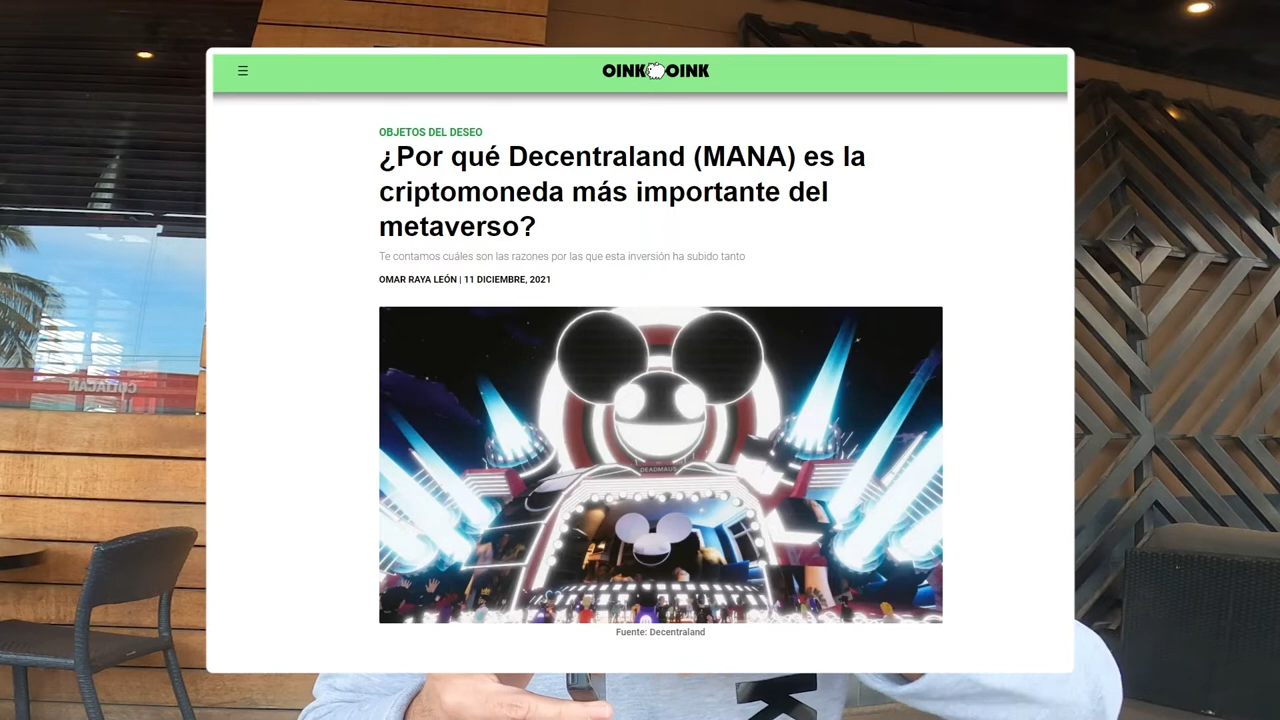 OINK OINK
OBJETOS DEL DESEO
¿Por qué Decentraland (MANA) es la
criptomoneda más importante del
metaverso?
Te contamos cuáles son las razones por las que esta inversión ha subido tanto
OMAR RAYA LEÓN | 11 DICIEMBRE, 2021
DEADMAU5
Fuente: Decentraland
CULIACÁN
K